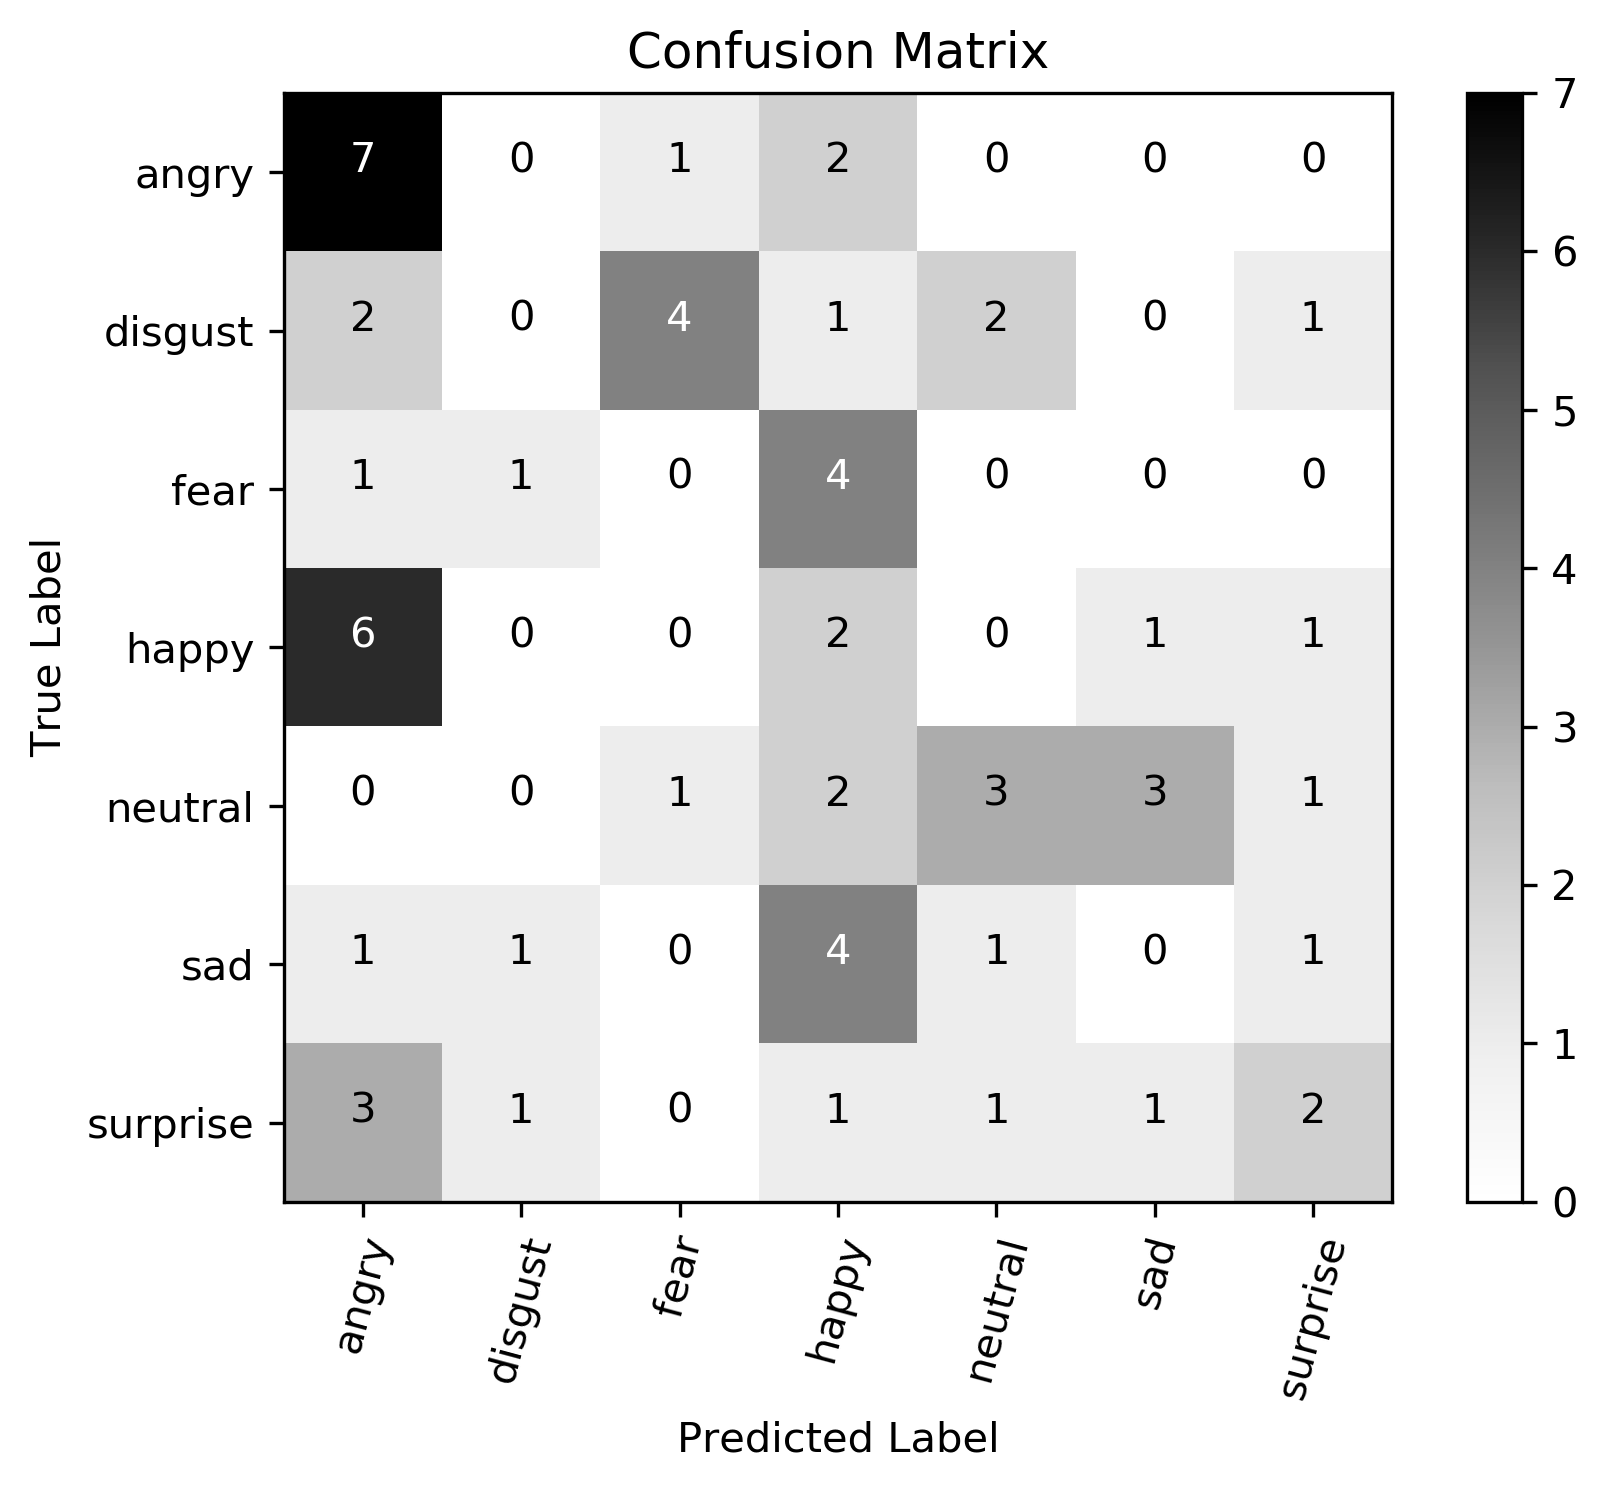 Confusion Matrix
angry 7 0 1 2 0 0 0
disgust 2 0 4 1 2 0 1
fear 1 1 0 4 0 0 0
happy 6 0 0 2 0 1 1
neutral 0 0 1 2 3 3 1
sad 1 1 0 4 1 0 1
surprise 3 1 0 1 1 1 2
angry disgust fear happy neutral sad surprise
Predicted Label
True Label
7
6
5
4
3
2
1
0